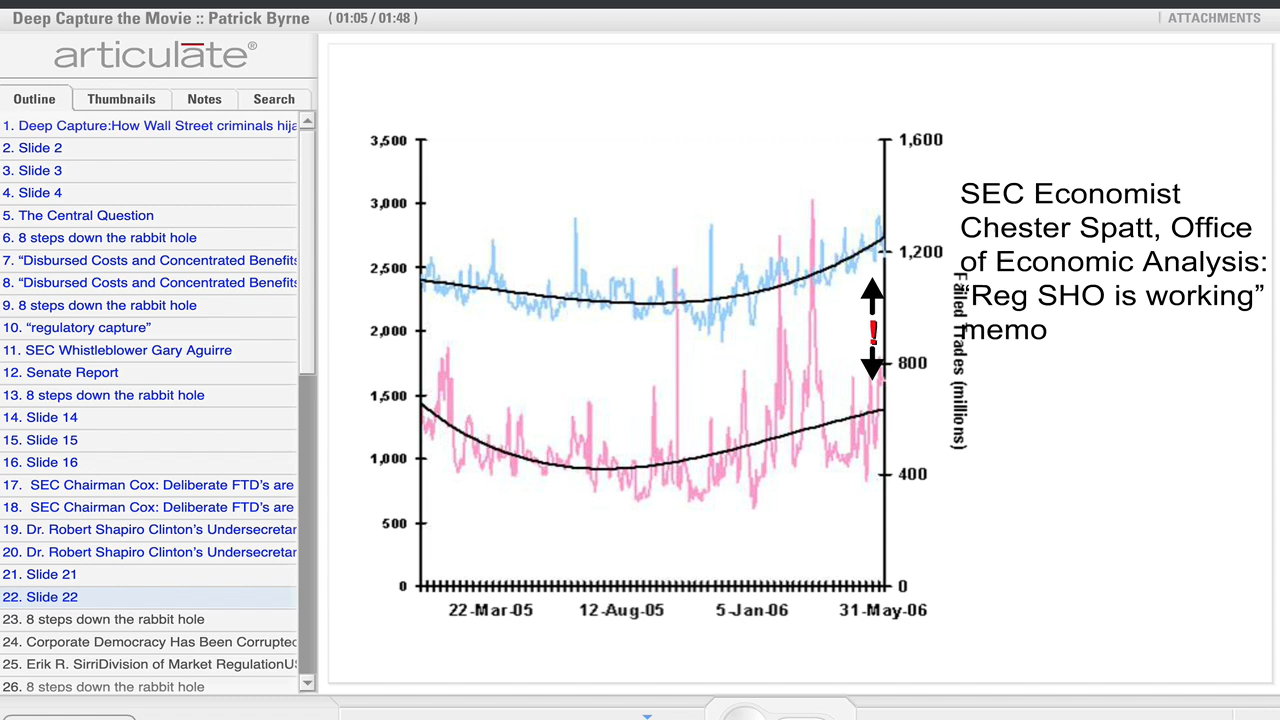 Deep Capture the Movie :: Patrick Byrne ( 01:05 / 01:48 )
ATTACHMENTS
articulate®
Outline Thumbnails Notes Search
1. Deep Capture:How Wall Street criminals hija
2. Slide 2
3. Slide 3
4. Slide 4
5. The Central Question
6. 8 steps down the rabbit hole
7. “Disbursed Costs and Concentrated Benefits
8. “Disbursed Costs and Concentrated Benefits
9. 8 steps down the rabbit hole
10. “regulatory capture”
11. SEC Whistleblower Gary Aguirre
12. Senate Report
13. 8 steps down the rabbit hole
14. Slide 14
15. Slide 15
16. Slide 16
17. SEC Chairman Cox: Deliberate FTD’s are
18. SEC Chairman Cox: Deliberate FTD’s are
19. Dr. Robert Shapiro Clinton’s Undersecretar
20. Dr. Robert Shapiro Clinton’s Undersecretar
21. Slide 21
22. Slide 22
23. 8 steps down the rabbit hole
24. Corporate Democracy Has Been Corrupted
25. Erik R. SirriDivision of Market RegulationU
26. 8 steps down the rabbit hole
3,500
3,000
2,500
2,000
1,500
1,000
500
0
1,600
1,200
800
400
0
22-Mar-05 12-Aug-05 5-Jan-06 31-May-06
Failed Trades (millions)
!
SEC Economist
Chester Spatt, Office
of Economic Analysis:
“Reg SHO is working”
memo